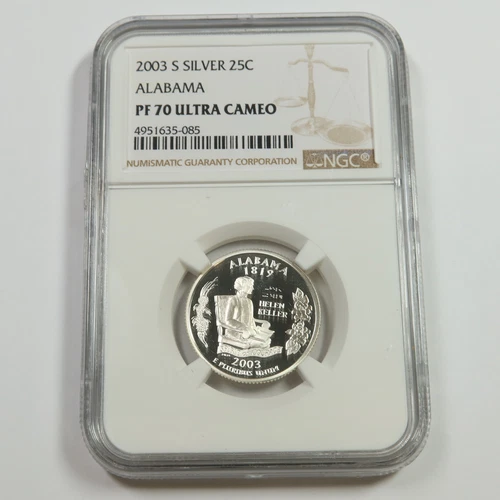 2003 S SILVER 25C
ALABAMA
PF 70 ULTRA CAMEO
4951635-085
NUMISMATIC GUARANTY CORPORATION
NGC®
ALABAMA
1819
HELEN
KELLER
2003
E PLURIBUS UNUM